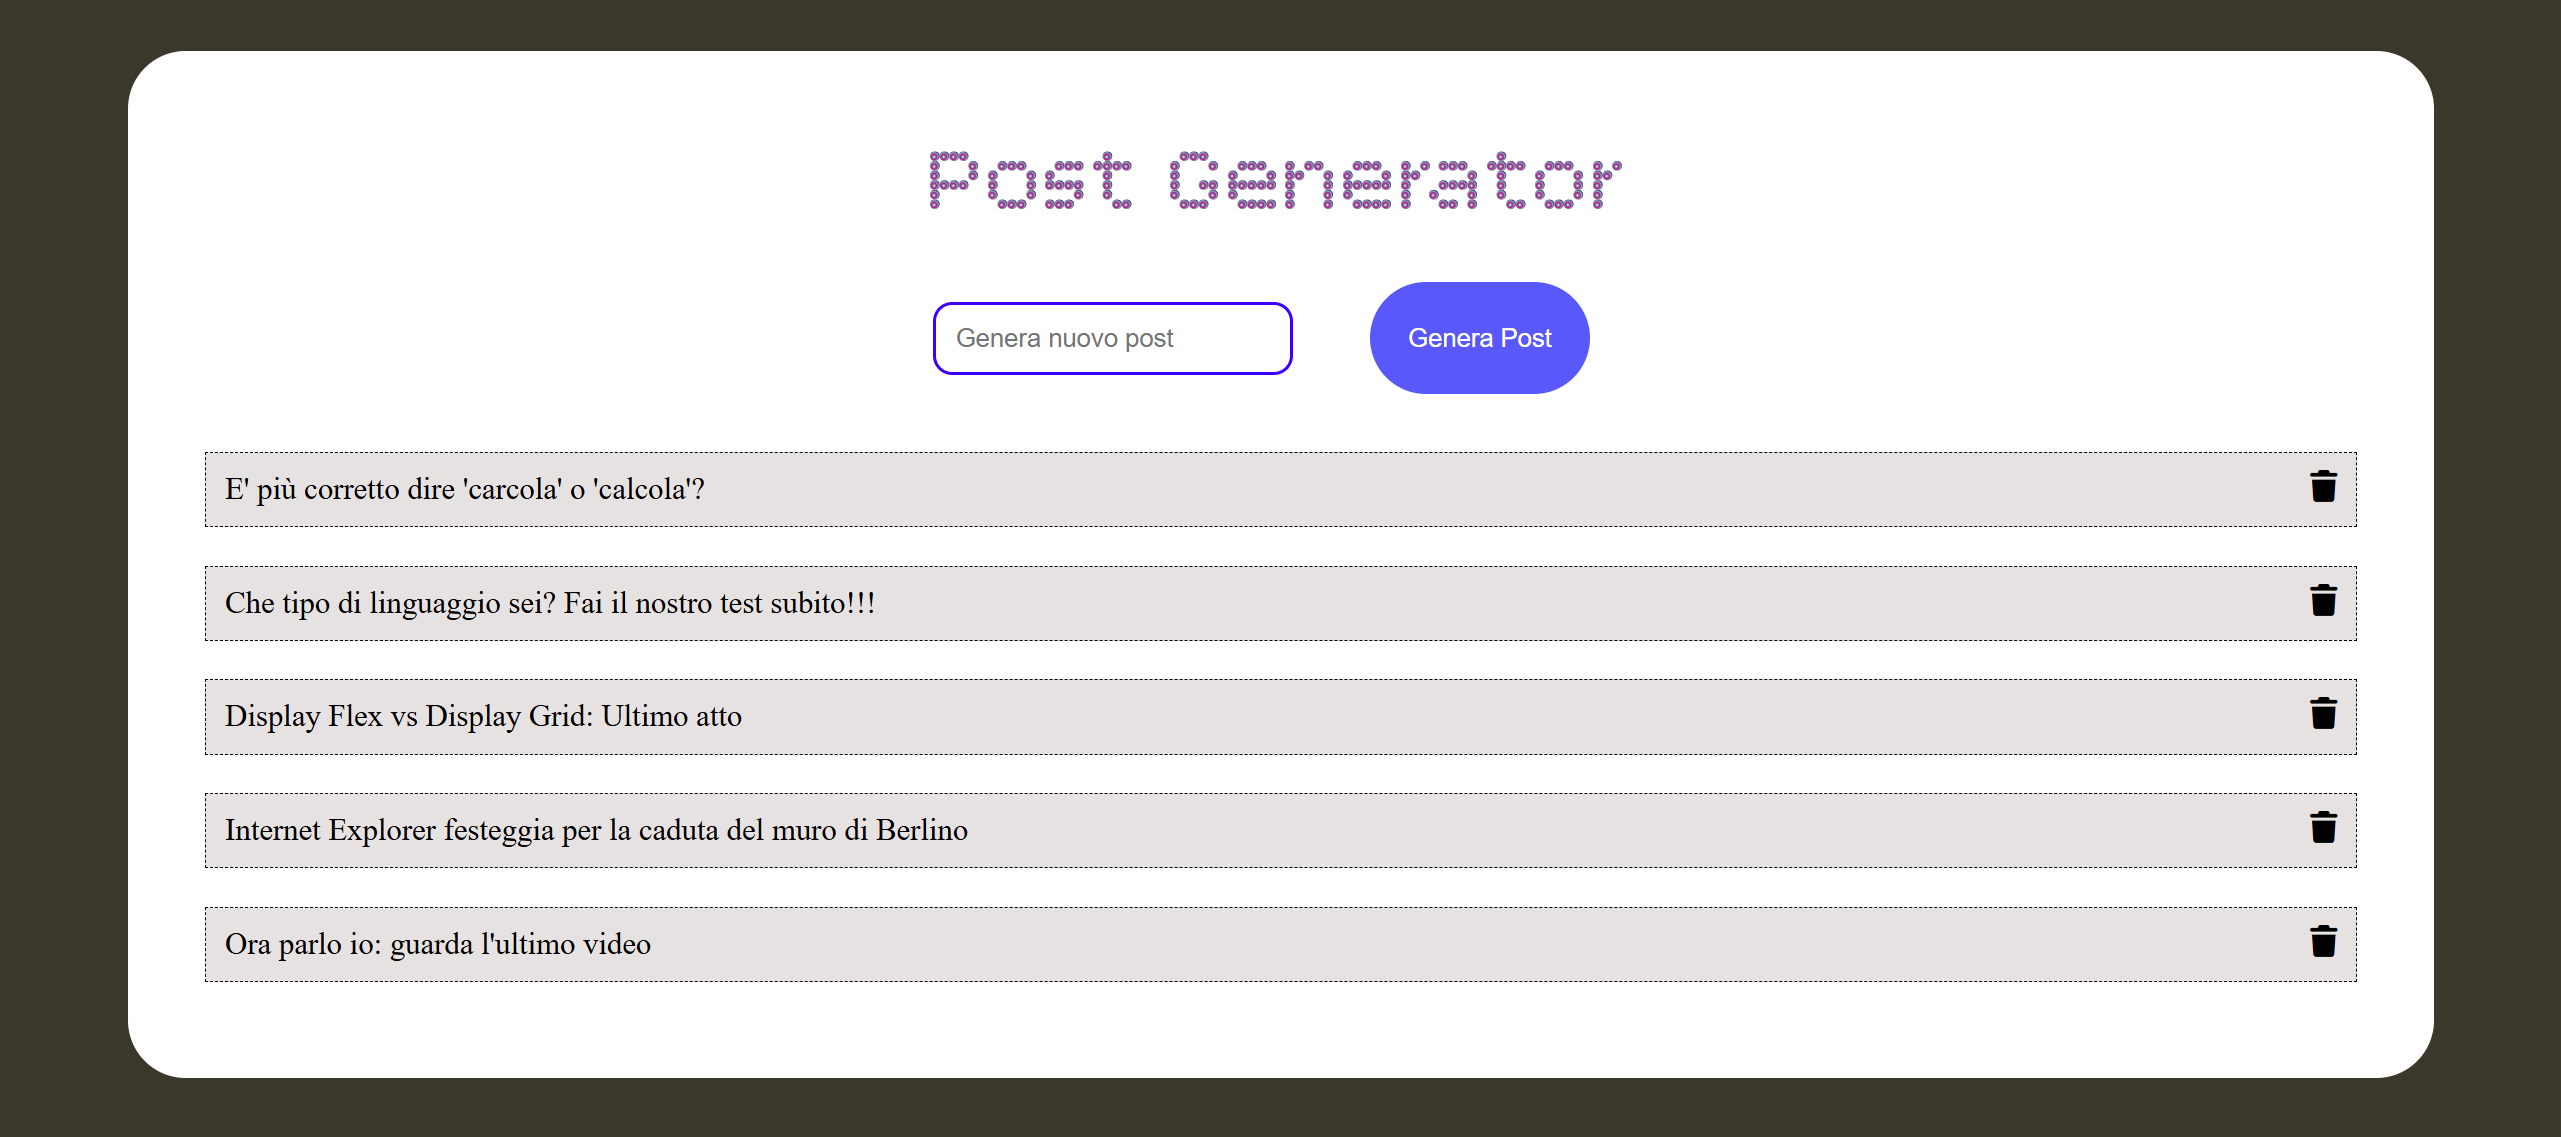 Post Generator
Genera nuovo post
Genera Post
E' più corretto dire 'carcola' o 'calcola'?
Che tipo di linguaggio sei? Fai il nostro test subito!!!
Display Flex vs Display Grid: Ultimo atto
Internet Explorer festeggia per la caduta del muro di Berlino
Ora parlo io: guarda l'ultimo video